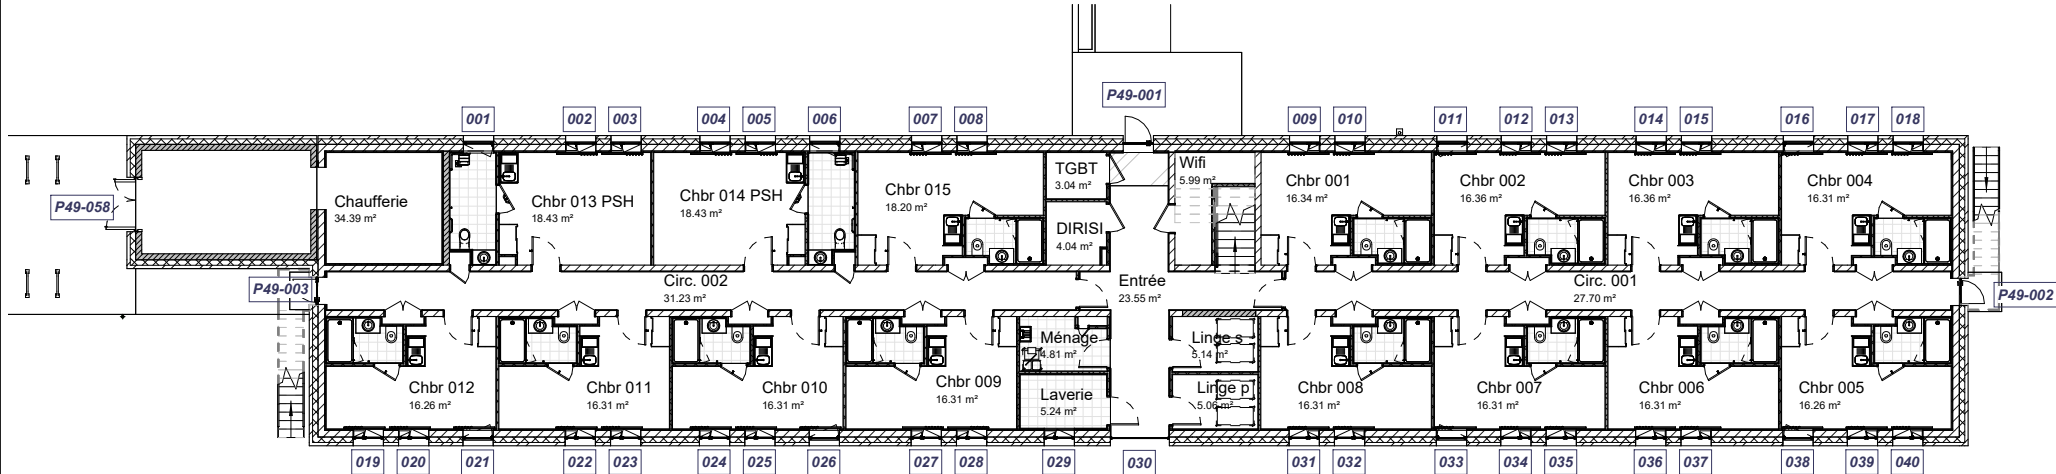 P49-001
001
002
003
004
005
006
007
008
009
010
011
012
013
014
015
016
017
018
Chaufferie
34.39 m²
Chbr 013 PSH
18.43 m²
Chbr 014 PSH
18.43 m²
Chbr 015
18.20 m²
TGBT
3.04 m²
DIRISI
4.04 m²
Wifi
5.99 m²
Chbr 001
16.34 m²
Chbr 002
16.36 m²
Chbr 003
16.36 m²
Chbr 004
16.31 m²
P49-058
P49-003
Circ. 002
31.23 m²
Entrée
23.55 m²
Circ. 001
27.70 m²
P49-002
Chbr 012
16.26 m²
Chbr 011
16.31 m²
Chbr 010
16.31 m²
Chbr 009
16.31 m²
Ménage
4.81 m²
Laverie
5.24 m²
Linge s
5.14 m²
Linge p
5.06 m²
Chbr 008
16.31 m²
Chbr 007
16.31 m²
Chbr 006
16.31 m²
Chbr 005
16.26 m²
019
020
021
022
023
024
025
026
027
028
029
030
031
032
033
034
035
036
037
038
039
040